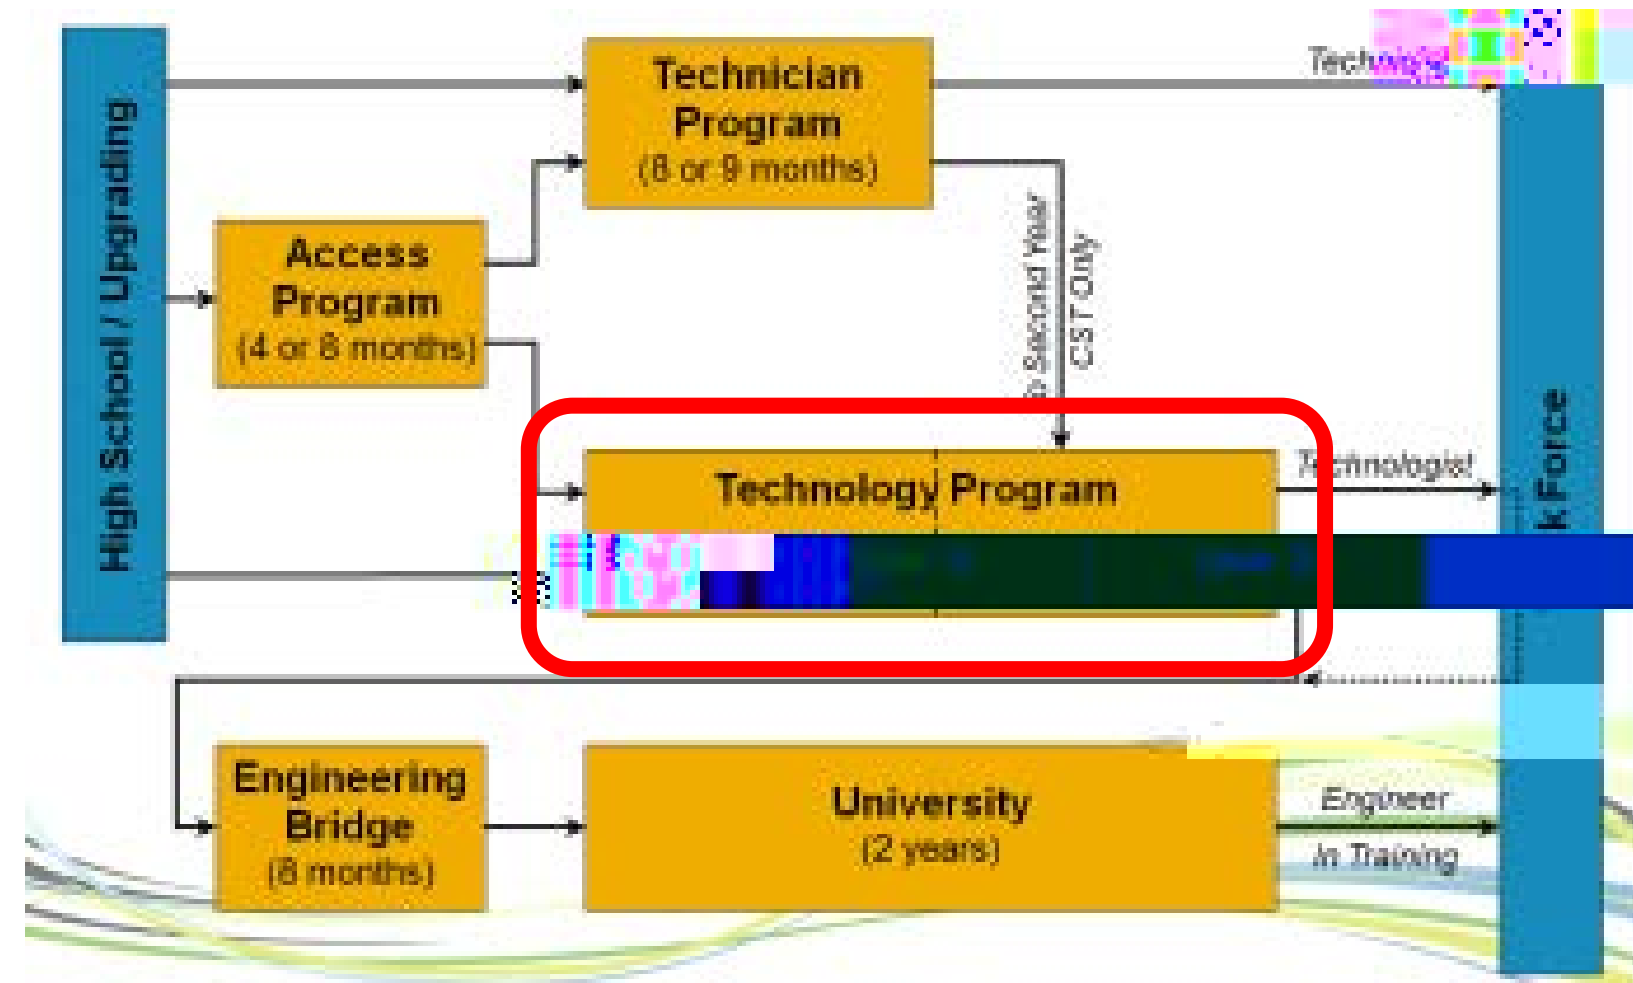 High School / Upgrading
Technician
Program
(8 or 9 months)
Access
Program
(4 or 8 months)
Second Year
CST Only
Technology Program
Technologist
Force
Engineering
Bridge
(8 months)
University
(2 years)
Engineer
In Training